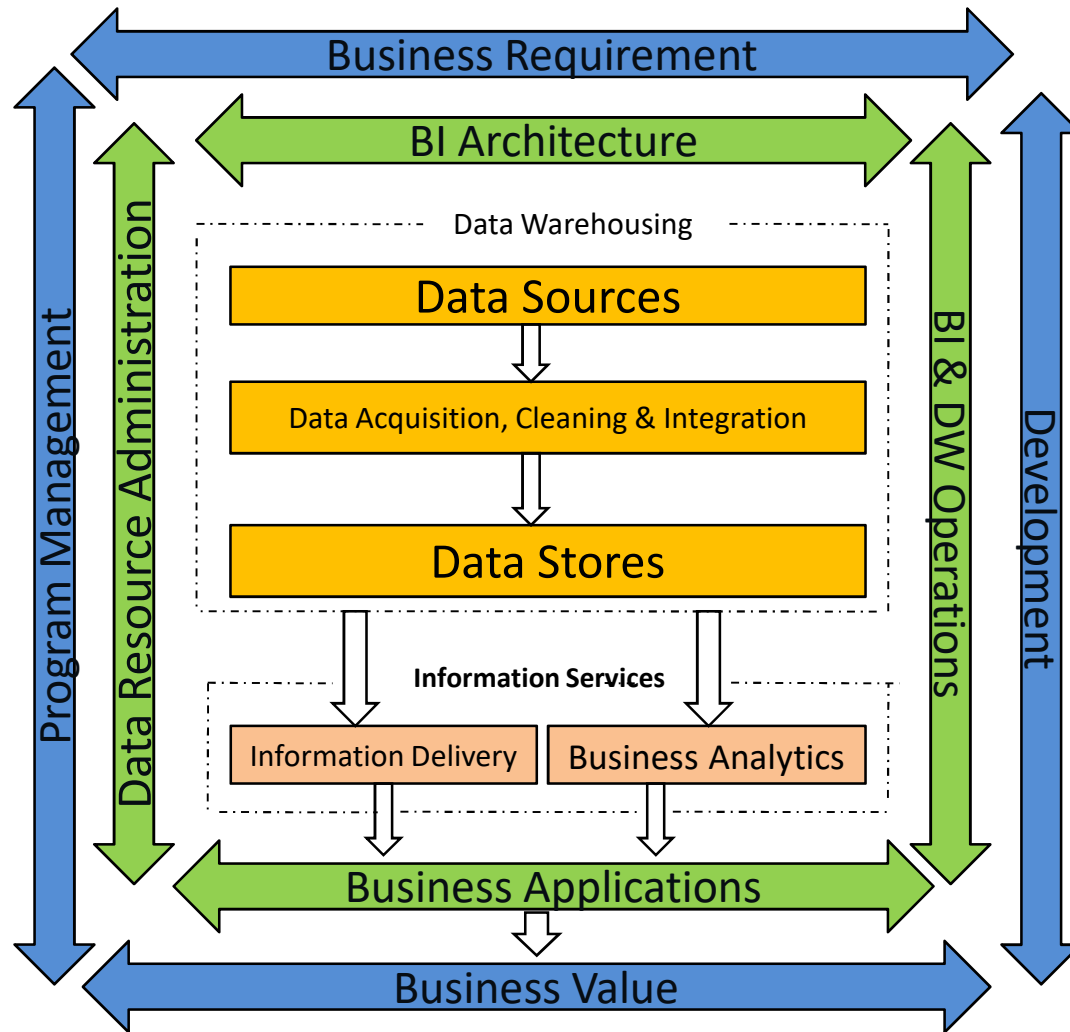 Business Requirement
BI Architecture
Program Management
Data Resource Administration
Data Warehousing
Data Sources
Data Acquisition, Cleaning & Integration
Data Stores
BI & DW Operations
Development
Information Services
Information Delivery
Business Analytics
Business Applications
Business Value